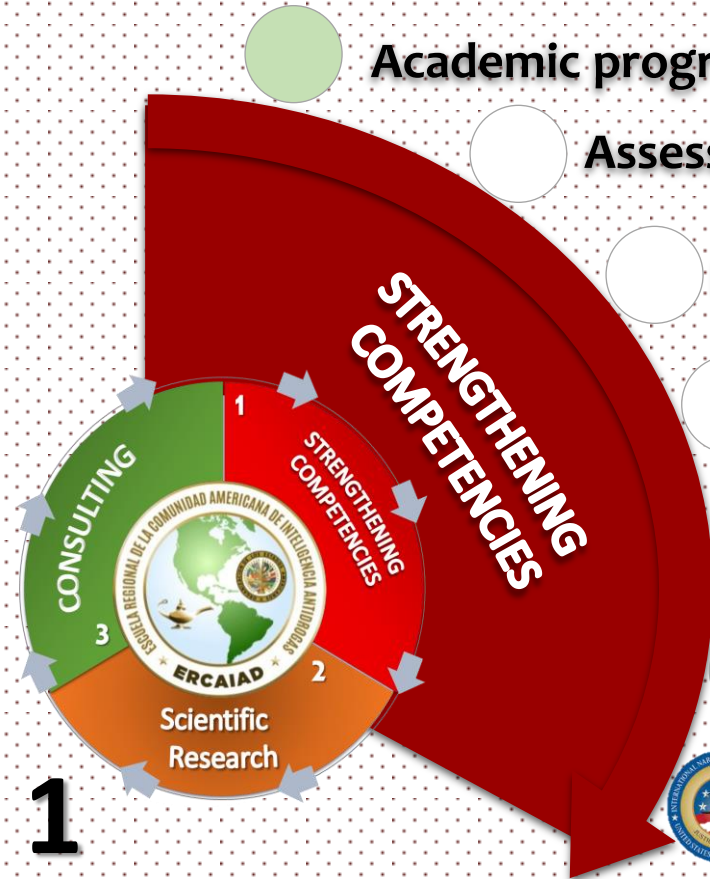 Academic progr
Assess
STRENGTHENING
COMPETENCIES
1
STRENGTHENING
COMPETENCIES
CONSULTING
ESCUELA REGIONAL DE LA COMUNIDAD AMERICANA DE INTELIGENCIA ANTIDROGAS
ERCAIAD
3
2
Scientific
Research
1